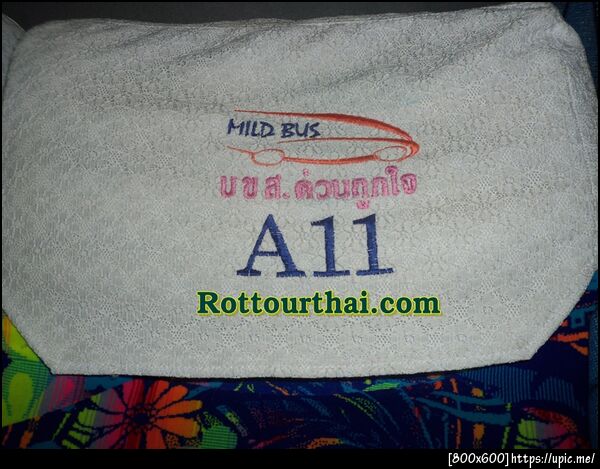 MILD BUS
บขส.ด่วนถูกใจ
A11
Rottourthai.com
[800x600]https://upic.me/